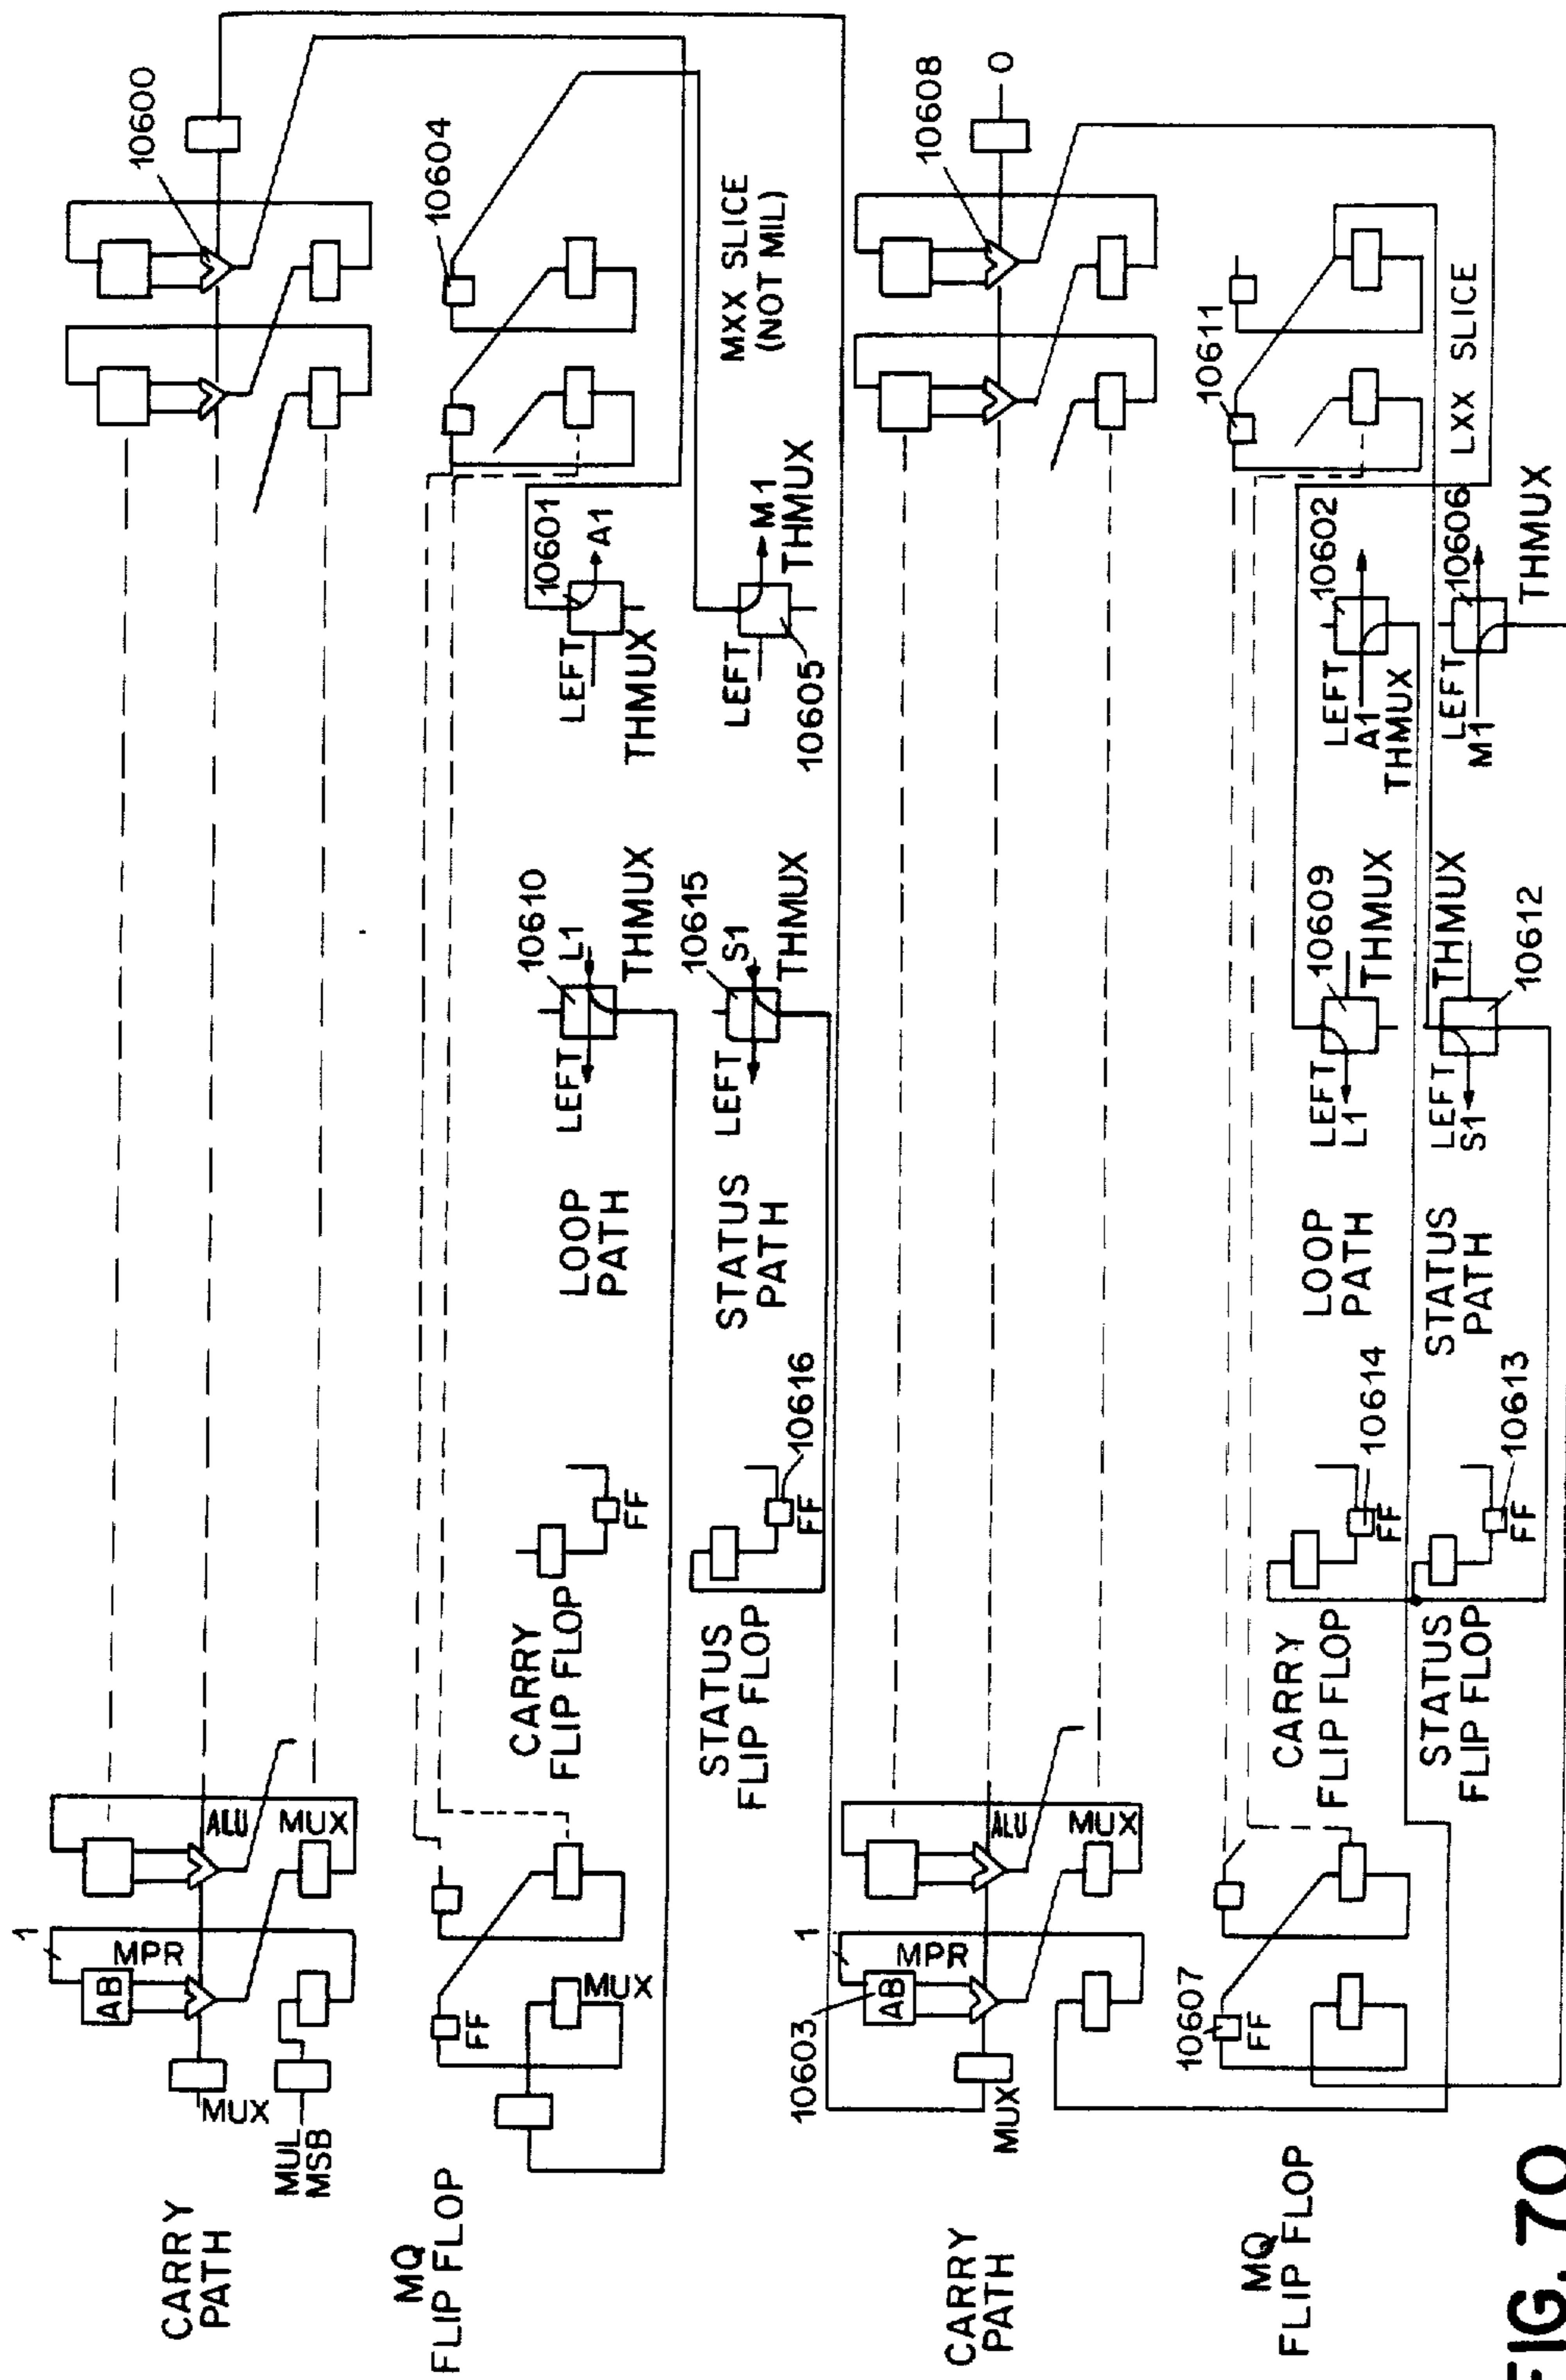 CARRY
PATH
MUL
MSB
MUX
1
AB
MPR
ALU
MUX
10600
MQ
FLIP FLOP
FF
MUX
10604
CARRY
FLIP FLOP
FF
LOOP
PATH
LEFT
10610
L1
THMUX
LEFT
THMUX
10601
A1
STATUS
FLIP FLOP
FF
10616
STATUS
PATH
LEFT
10615
S1
THMUX
LEFT
10605
M1
THMUX
MXX SLICE
(NOT MIL)
CARRY
PATH
10603
MUX
1
AB
MPR
ALU
MUX
10608
0
MQ
FLIP FLOP
10607
FF
10611
CARRY
FLIP FLOP
FF
10614
LOOP
PATH
LEFT
L1
10609
THMUX
LEFT
A1
THMUX
10602
LXX SLICE
STATUS
FLIP FLOP
FF
10613
STATUS
PATH
LEFT
S1
THMUX
10612
LEFT
M1
10606
THMUX
FIG. 70